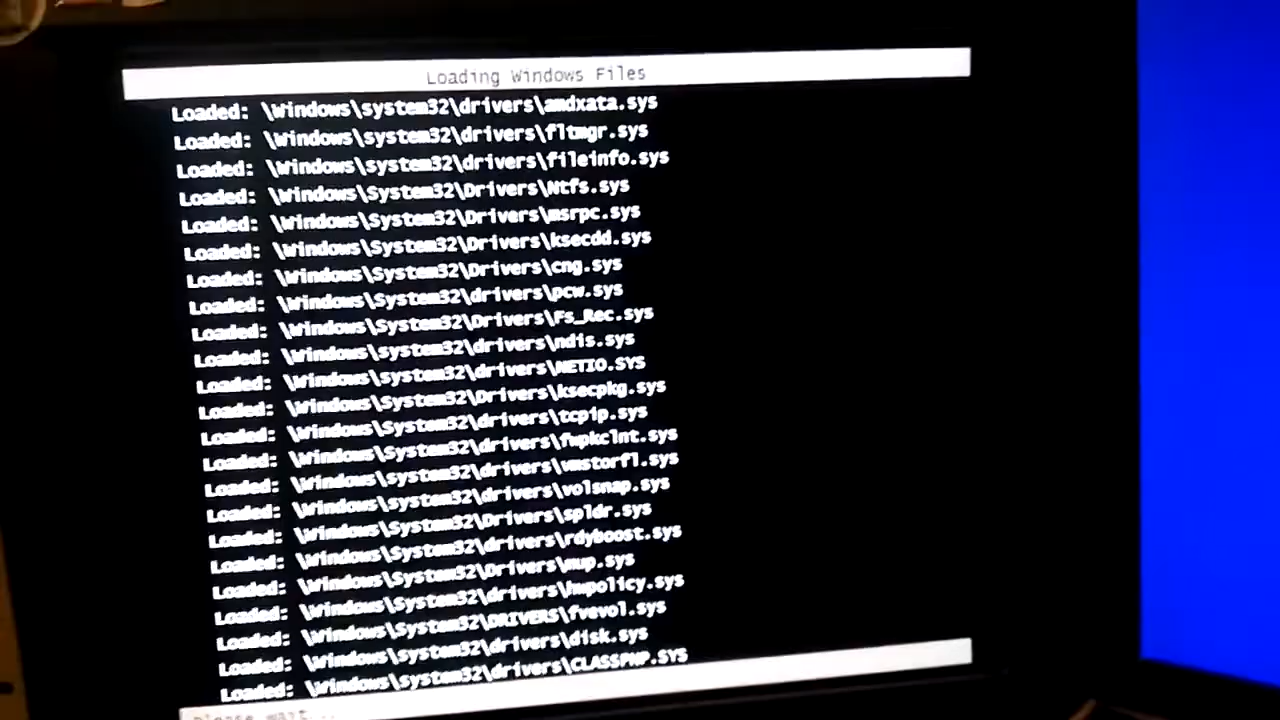 Loading Windows Files
Loaded: \Windows\system32\drivers\amdxata.sys
Loaded: \Windows\system32\drivers\fltmgr.sys
Loaded: \Windows\system32\drivers\fileinfo.sys
Loaded: \Windows\System32\Drivers\Ntfs.sys
Loaded: \Windows\System32\Drivers\msrpc.sys
Loaded: \Windows\System32\Drivers\ksecdd.sys
Loaded: \Windows\System32\Drivers\cng.sys
Loaded: \Windows\System32\drivers\pcw.sys
Loaded: \Windows\System32\Drivers\Fs_Rec.sys
Loaded: \Windows\system32\drivers\ndis.sys
Loaded: \Windows\system32\drivers\NETIO.SYS
Loaded: \Windows\System32\Drivers\ksecpkg.sys
Loaded: \Windows\System32\drivers\tcpip.sys
Loaded: \Windows\System32\drivers\fwpkclnt.sys
Loaded: \Windows\system32\drivers\vmstorfl.sys
Loaded: \Windows\system32\drivers\volsnap.sys
Loaded: \Windows\System32\Drivers\spldr.sys
Loaded: \Windows\System32\drivers\rdyboost.sys
Loaded: \Windows\System32\Drivers\mup.sys
Loaded: \Windows\System32\drivers\hwpolicy.sys
Loaded: \Windows\System32\DRIVERS\fvevol.sys
Loaded: \Windows\system32\drivers\disk.sys
Loaded: \Windows\system32\drivers\CLASSPNP.SYS
please wait...